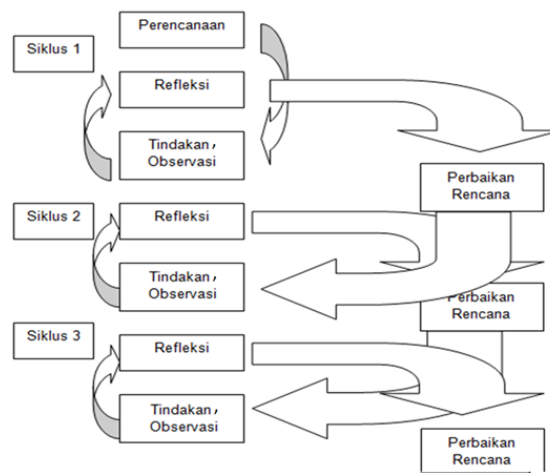 Perencanaan
Siklus 1
Refleksi
Tindakan,
Observasi
Perbaikan
Rencana
Siklus 2
Refleksi
Tindakan,
Observasi
Perbaikan
Rencana
Siklus 3
Refleksi
Tindakan,
Observasi
Perbaikan
Rencana